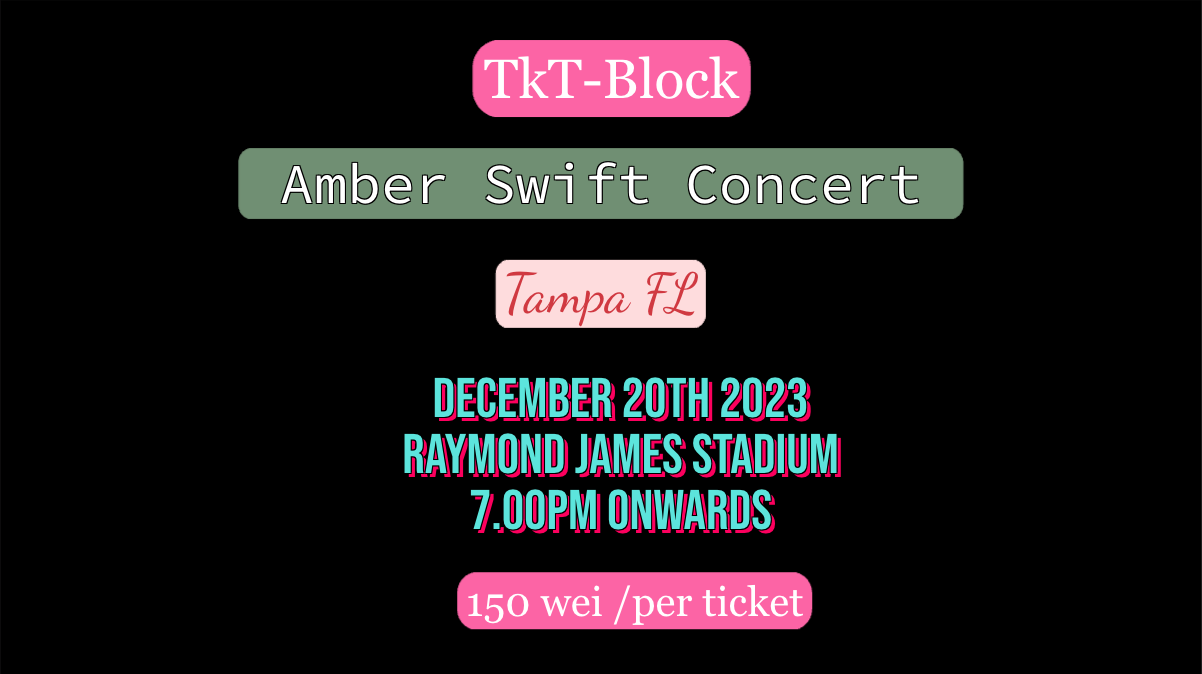 TkT-Block
Amber Swift Concert
Tampa FL
DECEMBER 20TH 2023
RAYMOND JAMES STADIUM
7.00PM ONWARDS
150 wei /per ticket